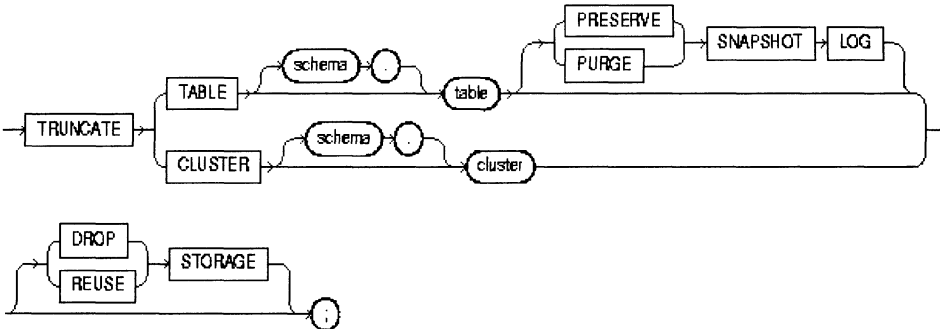 PRESERVE
PURGE
SNAPSHOT LOG
schema .
TABLE
table
TRUNCATE
schema .
CLUSTER
cluster
DROP
REUSE
STORAGE
;